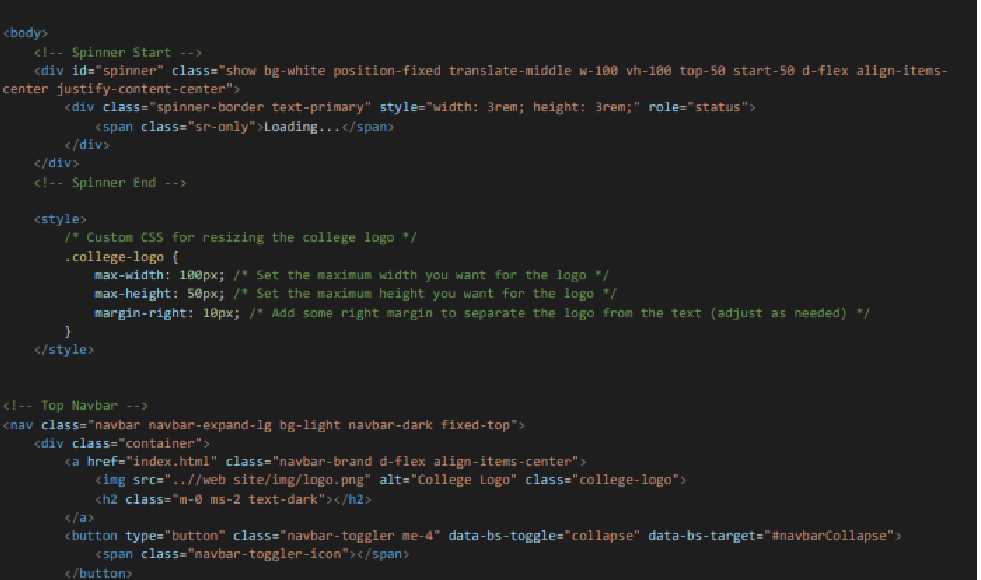 <body>
<!-- Spinner Start -->
<div id="spinner" class="show bg-white position-fixed translate-middle w-100 vh-100 top-50 start-50 d-flex align-items-
center justify-content-center">
<div class="spinner-border text-primary" style="width: 3rem; height: 3rem;" role="status">
<span class="sr-only">Loading...</span>
</div>
</div>
<!-- Spinner End -->
<style>
/* Custom CSS for resizing the college logo */
.college-logo {
max-width: 100px; /* Set the maximum width you want for the logo */
max-height: 50px; /* Set the maximum height you want for the logo */
margin-right: 10px; /* Add some right margin to separate the logo from the text (adjust as needed) */
}
</style>
<!-- Top Navbar -->
<nav class="navbar navbar-expand-lg bg-light navbar-dark fixed-top">
<div class="container">
<a href="index.html" class="navbar-brand d-flex align-items-center">
<img src="..//web site/img/logo.png" alt="College Logo" class="college-logo">
<h2 class="m-0 ms-2 text-dark"></h2>
</a>
<button type="button" class="navbar-toggler me-4" data-bs-toggle="collapse" data-bs-target="#navbarCollapse">
<span class="navbar-toggler-icon"></span>
</button>